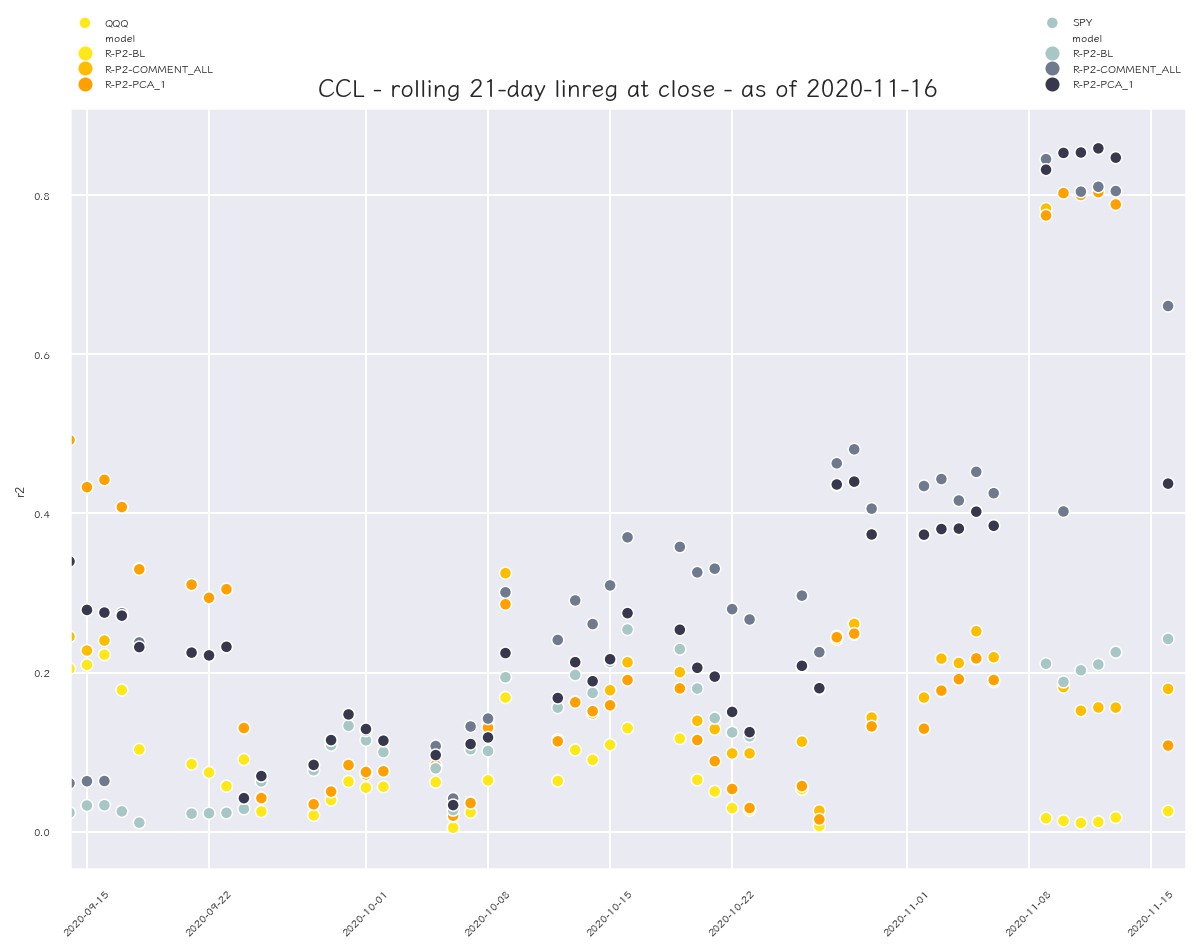 QQQ
model
R-P2-BL
R-P2-COMMENT_ALL
R-P2-PCA_1
SPY
model
R-P2-BL
R-P2-COMMENT_ALL
R-P2-PCA_1
CCL - rolling 21-day linreg at close - as of 2020-11-16
r2
0.8
0.6
0.4
0.2
0.0
2020-09-15
2020-09-22
2020-10-01
2020-10-08
2020-10-15
2020-10-22
2020-11-01
2020-11-08
2020-11-15